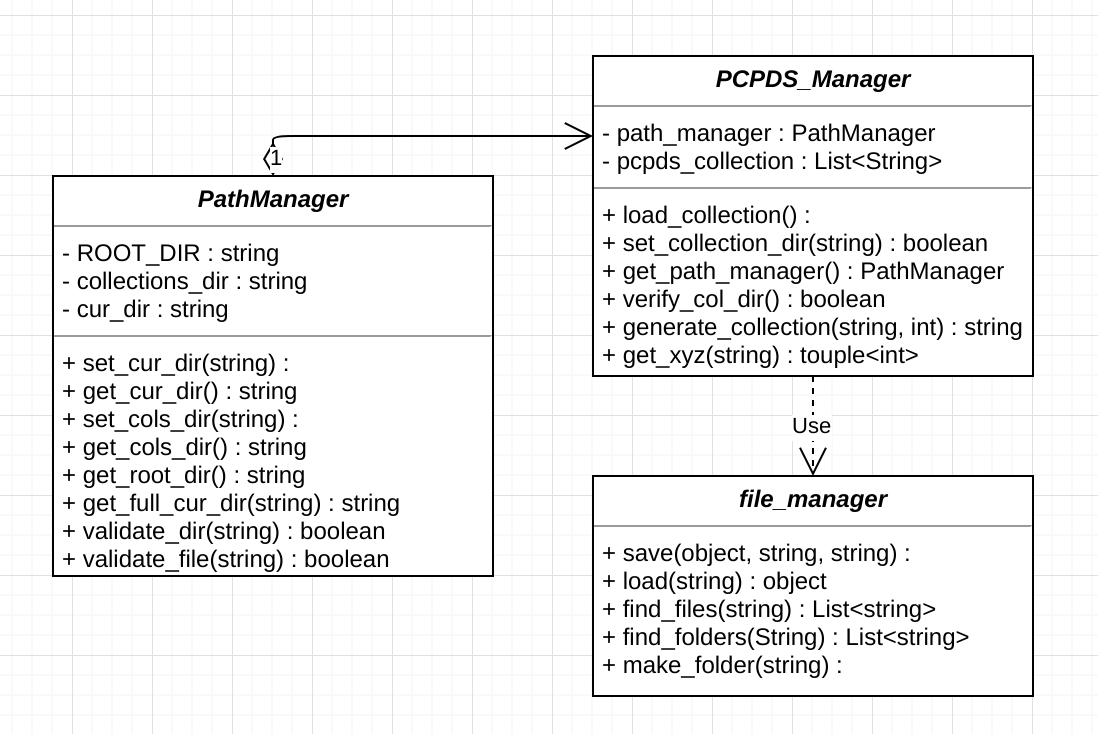 PCPDS_Manager
- path_manager : PathManager
- pcpds_collection : List<String>
+ load_collection() :
+ set_collection_dir(string) : boolean
+ get_path_manager() : PathManager
+ verify_col_dir() : boolean
+ generate_collection(string, int) : string
+ get_xyz(string) : touple<int>
1
PathManager
- ROOT_DIR : string
- collections_dir : string
- cur_dir : string
+ set_cur_dir(string) :
+ get_cur_dir() : string
+ set_cols_dir(string) :
+ get_cols_dir() : string
+ get_root_dir() : string
+ get_full_cur_dir(string) : string
+ validate_dir(string) : boolean
+ validate_file(string) : boolean
Use
file_manager
+ save(object, string, string) :
+ load(string) : object
+ find_files(string) : List<string>
+ find_folders(String) : List<string>
+ make_folder(string) :